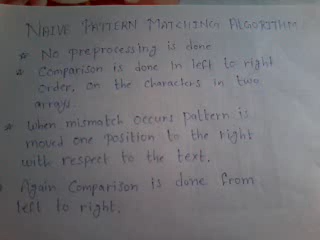 NAIVE PATTERN MATCHING ALGORITHM
* No preprocessing is done
* Comparison is done in left to right
order, on the characters in two
arrays
* When mismatch occurs pattern is
moved one position to the right
with respect to the text.
Again Comparison is done from
left to right.